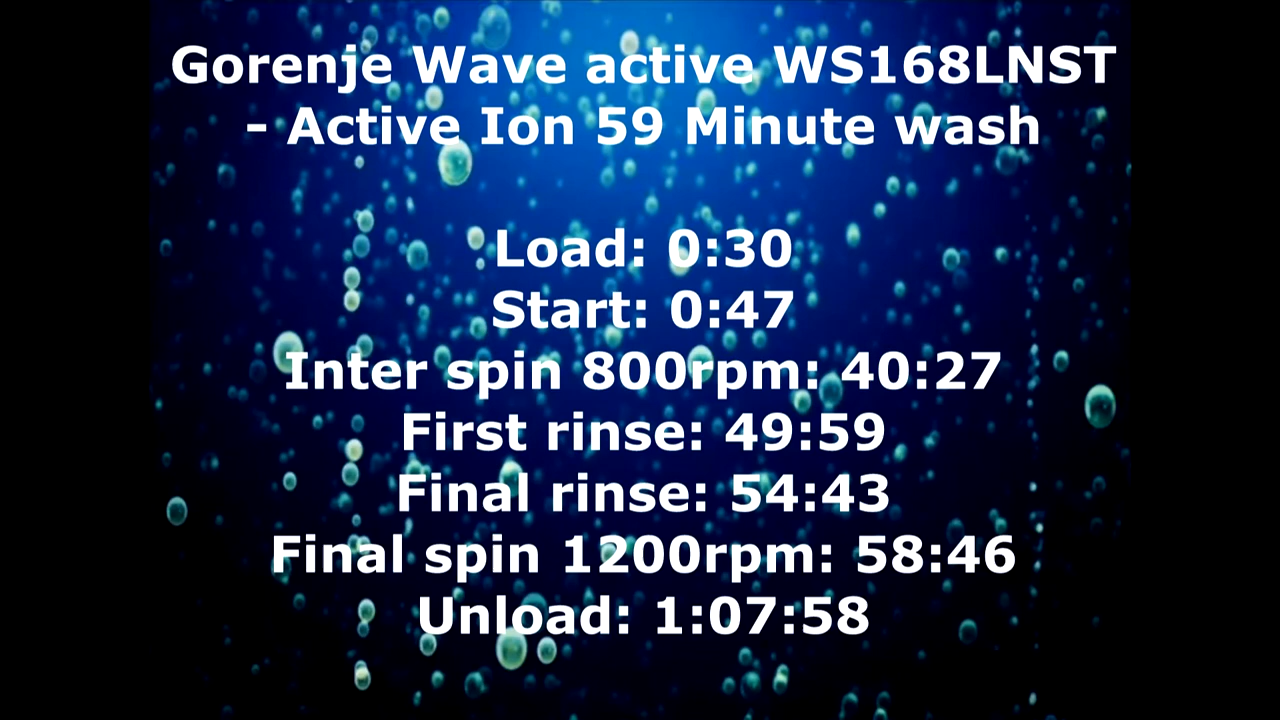 Gorenje Wave active WS168LNST
- Active Ion 59 Minute wash
Load: 0:30
Start: 0:47
Inter spin 800rpm: 40:27
First rinse: 49:59
Final rinse: 54:43
Final spin 1200rpm: 58:46
Unload: 1:07:58